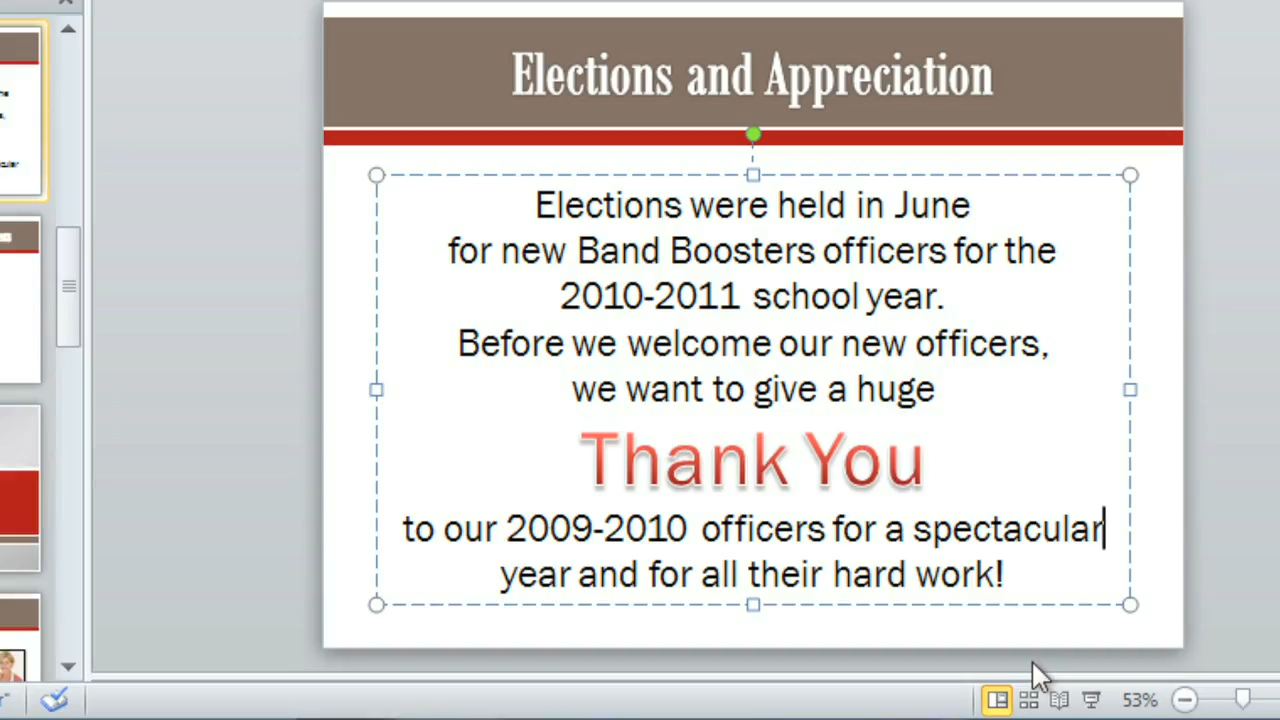 Elections and Appreciation
Elections were held in June
for new Band Boosters officers for the
2010-2011 school year.
Before we welcome our new officers,
we want to give a huge
Thank You
to our 2009-2010 officers for a spectacular
year and for all their hard work!
53%